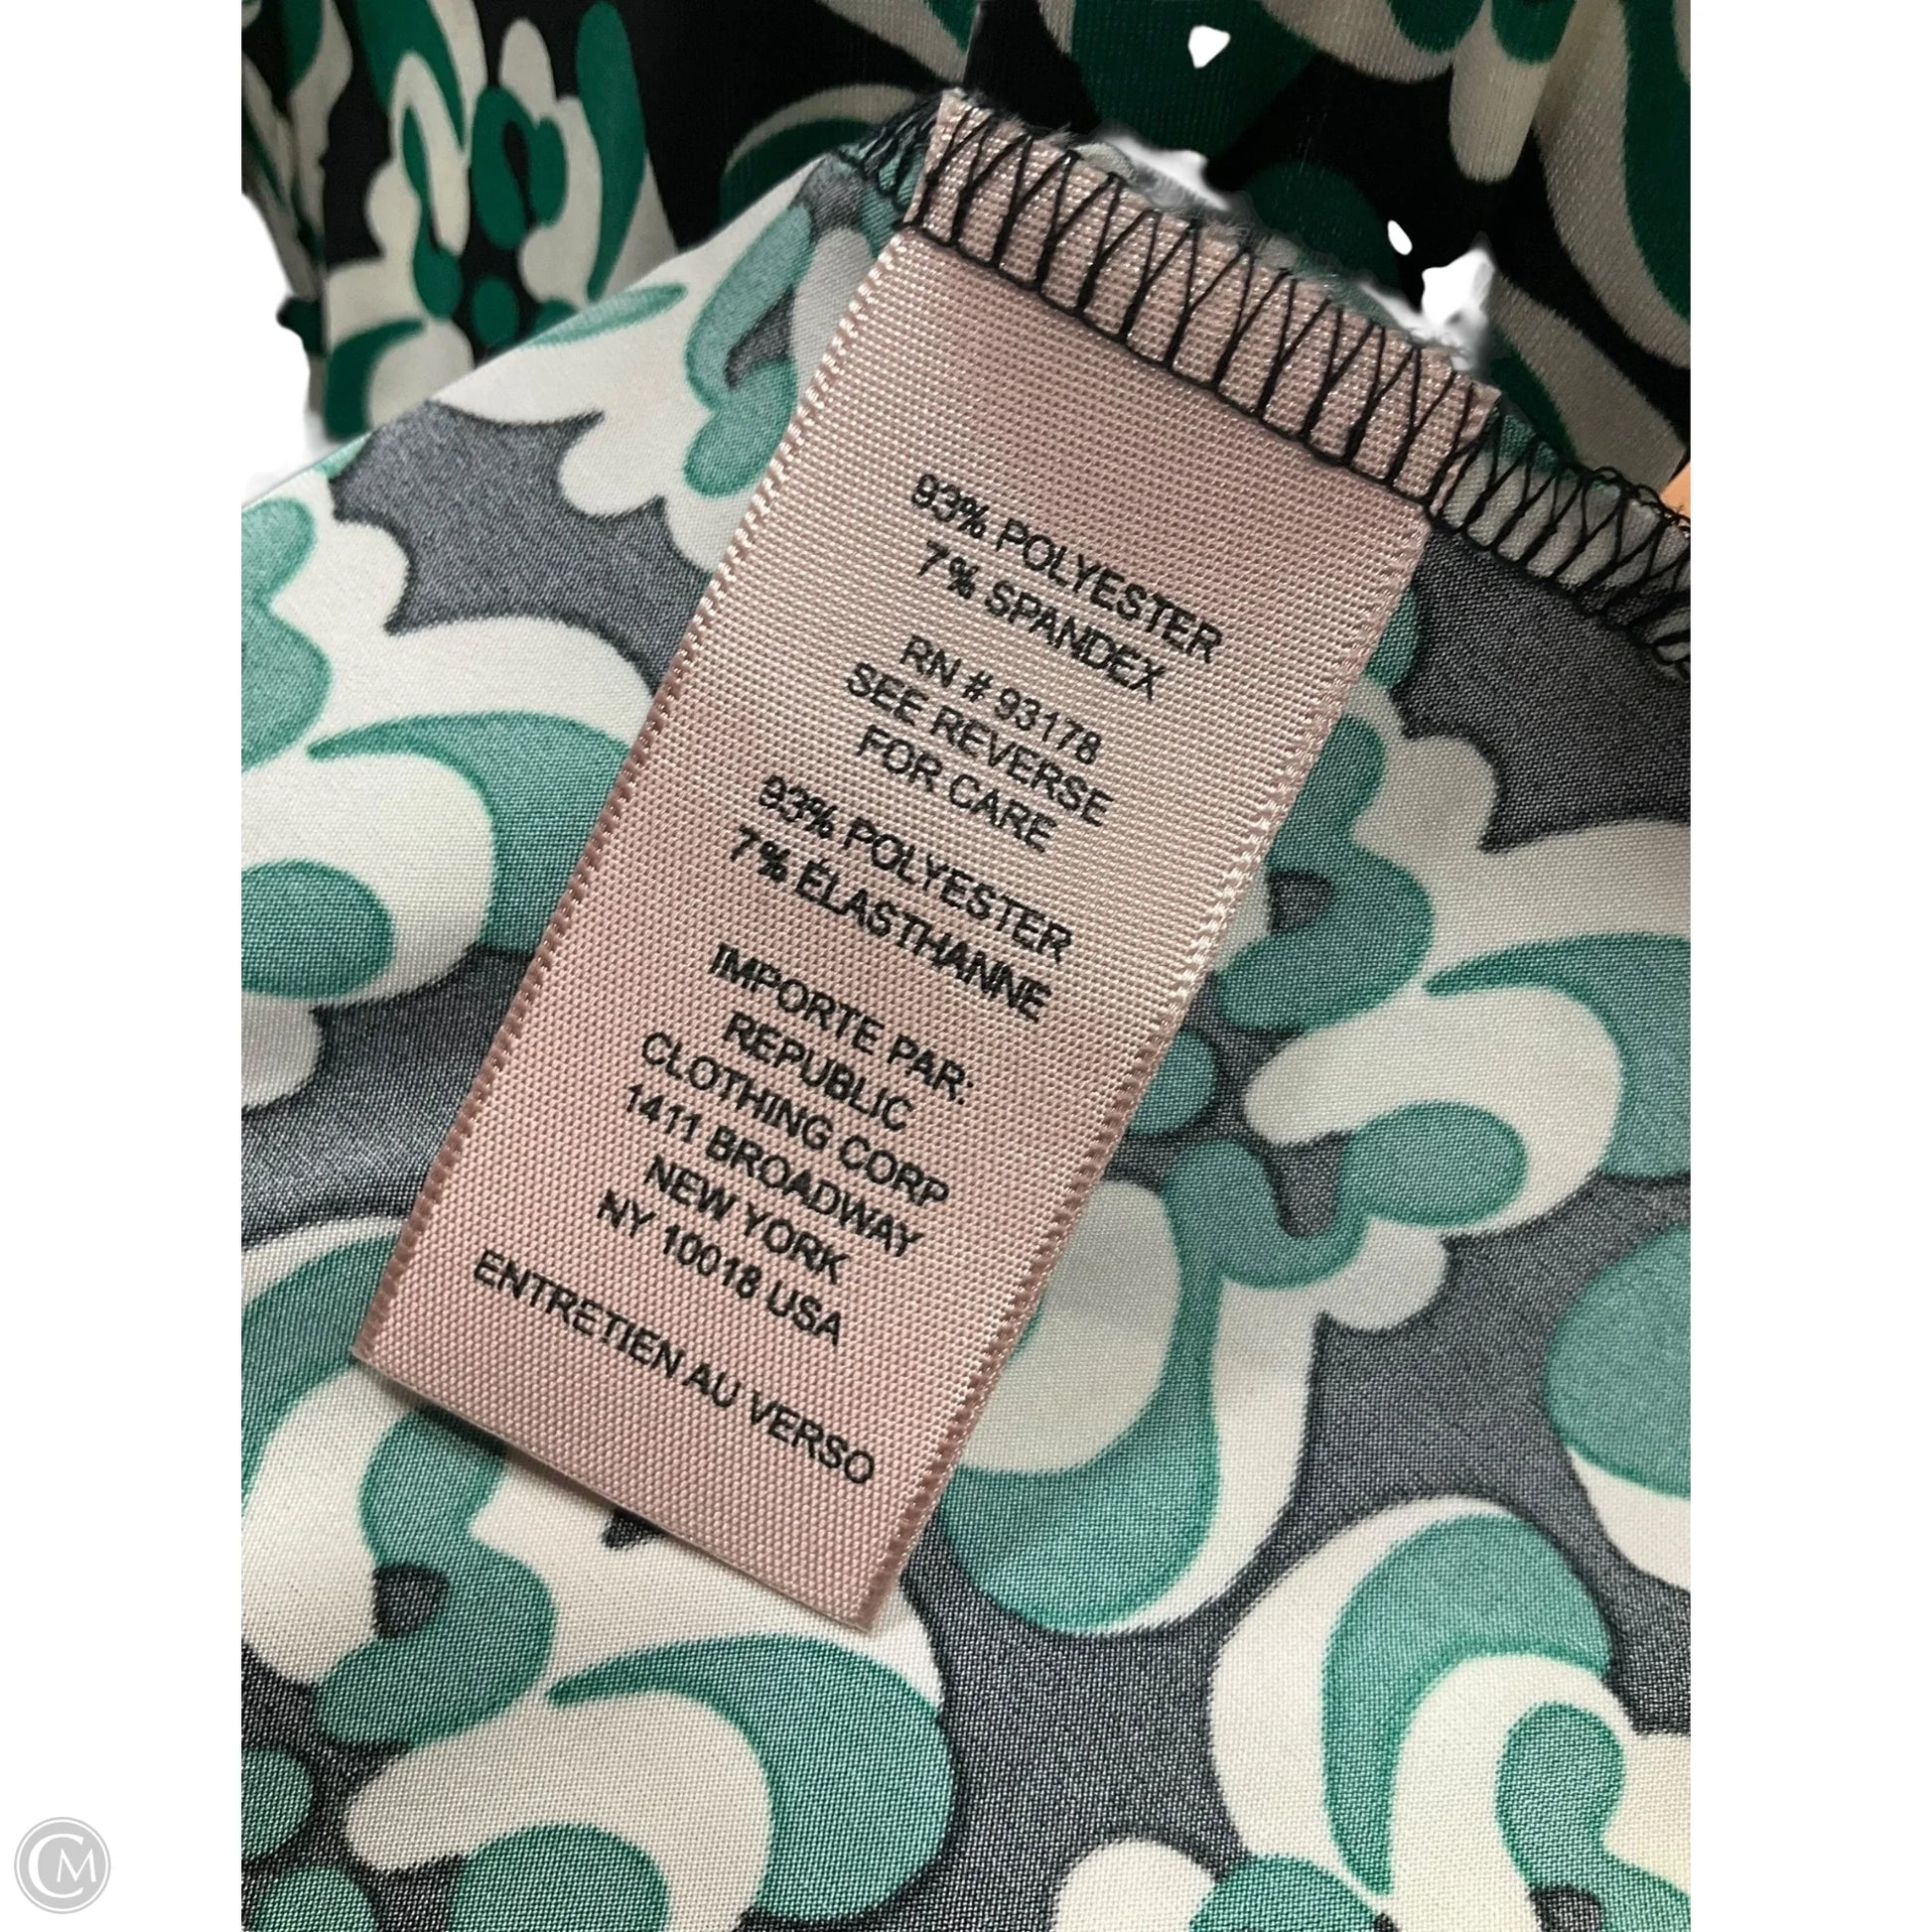 93% POLYESTER
7% SPANDEX
RN # 93178
SEE REVERSE
FOR CARE
93% POLYESTER
7% ÉLASTHANNE
IMPORTE PAR:
REPUBLIC
CLOTHING CORP
1411 BROADWAY
NEW YORK
NY 10018 USA
ENTRETIEN AU VERSO
CM